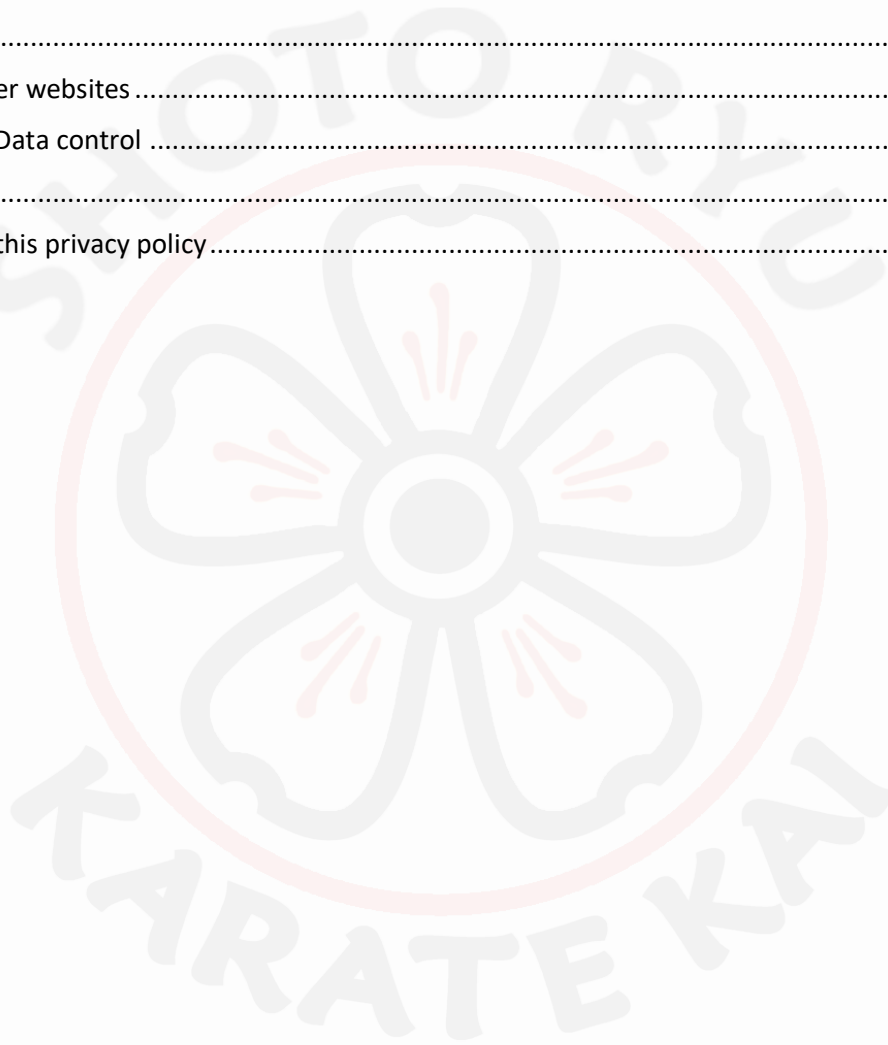 ................................................................................................................
er websites ................................................................................................
Data control ..............................................................................................
................................................................................................................
this privacy policy ......................................................................................
SHOTO RYU
KARATE KAI